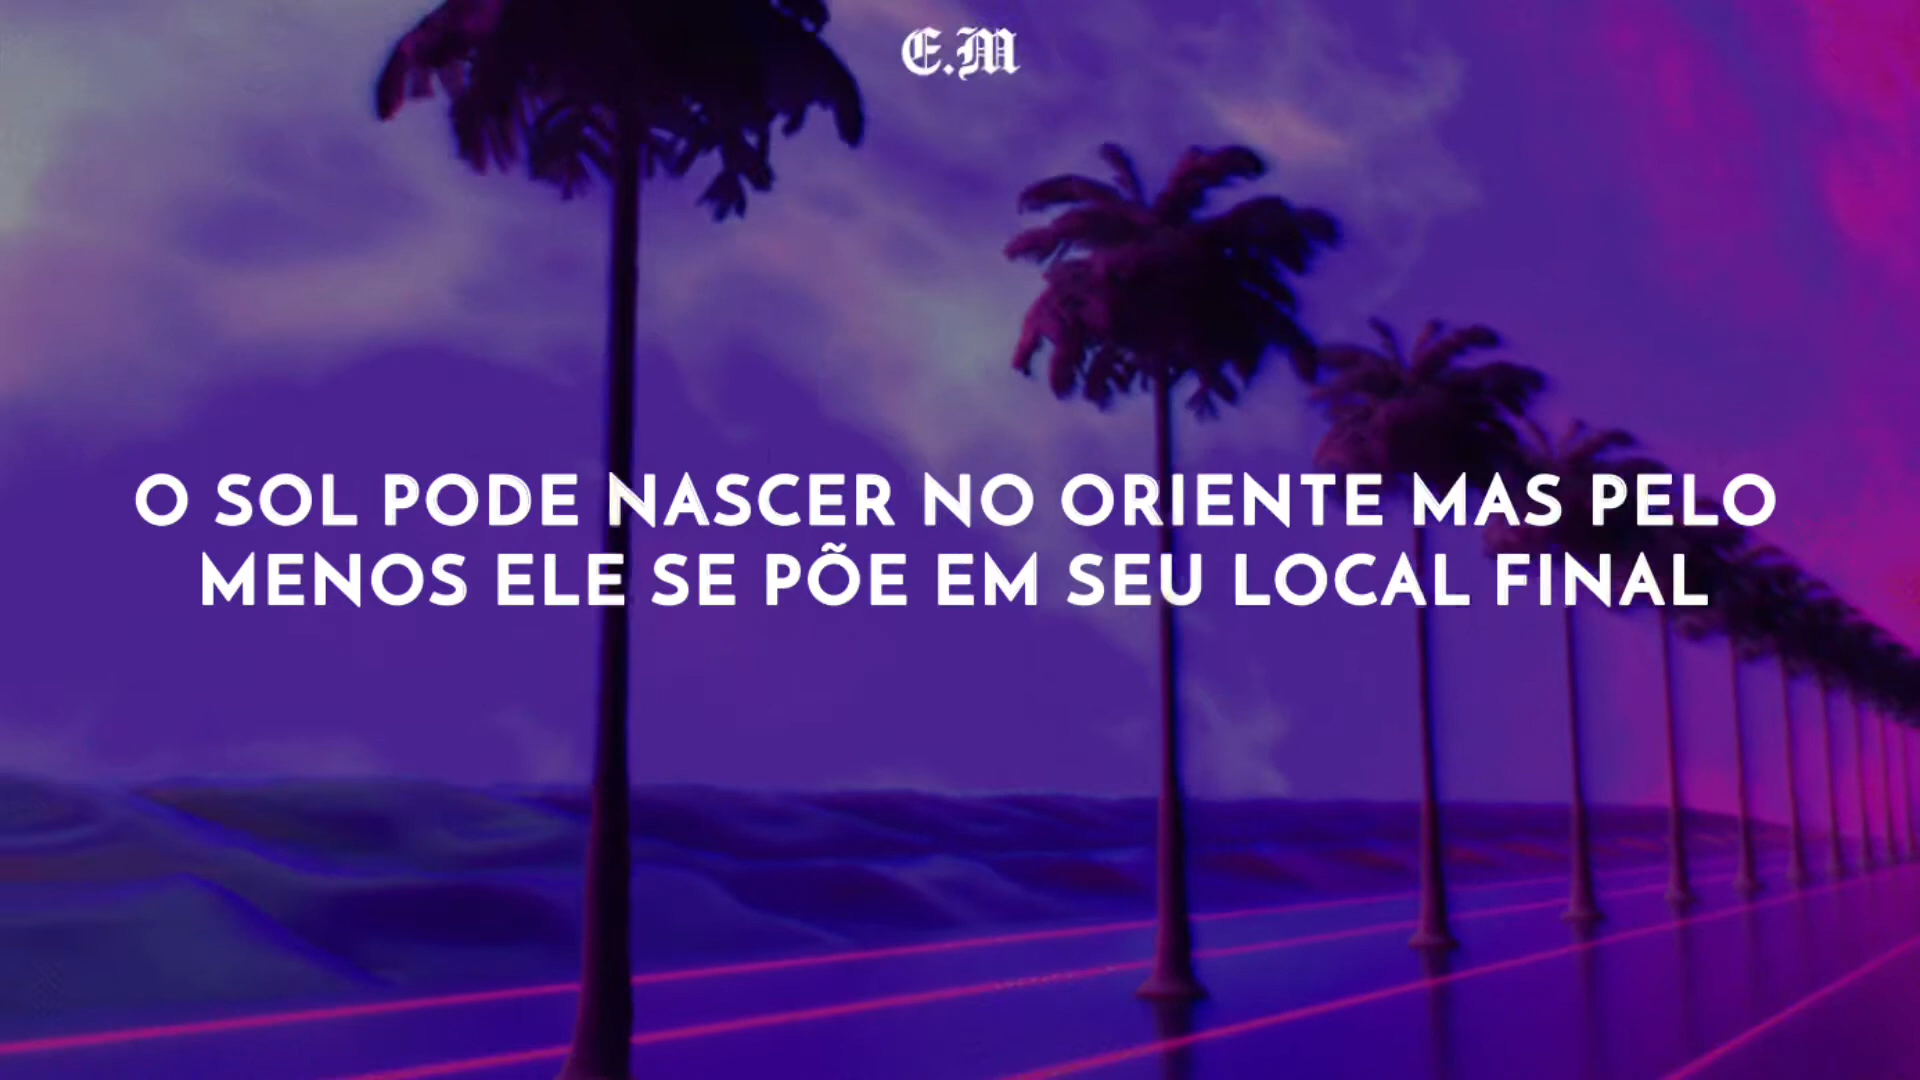 E.M
O SOL PODE NASCER NO ORIENTE MAS PELO
MENOS ELE SE PÕE EM SEU LOCAL FINAL